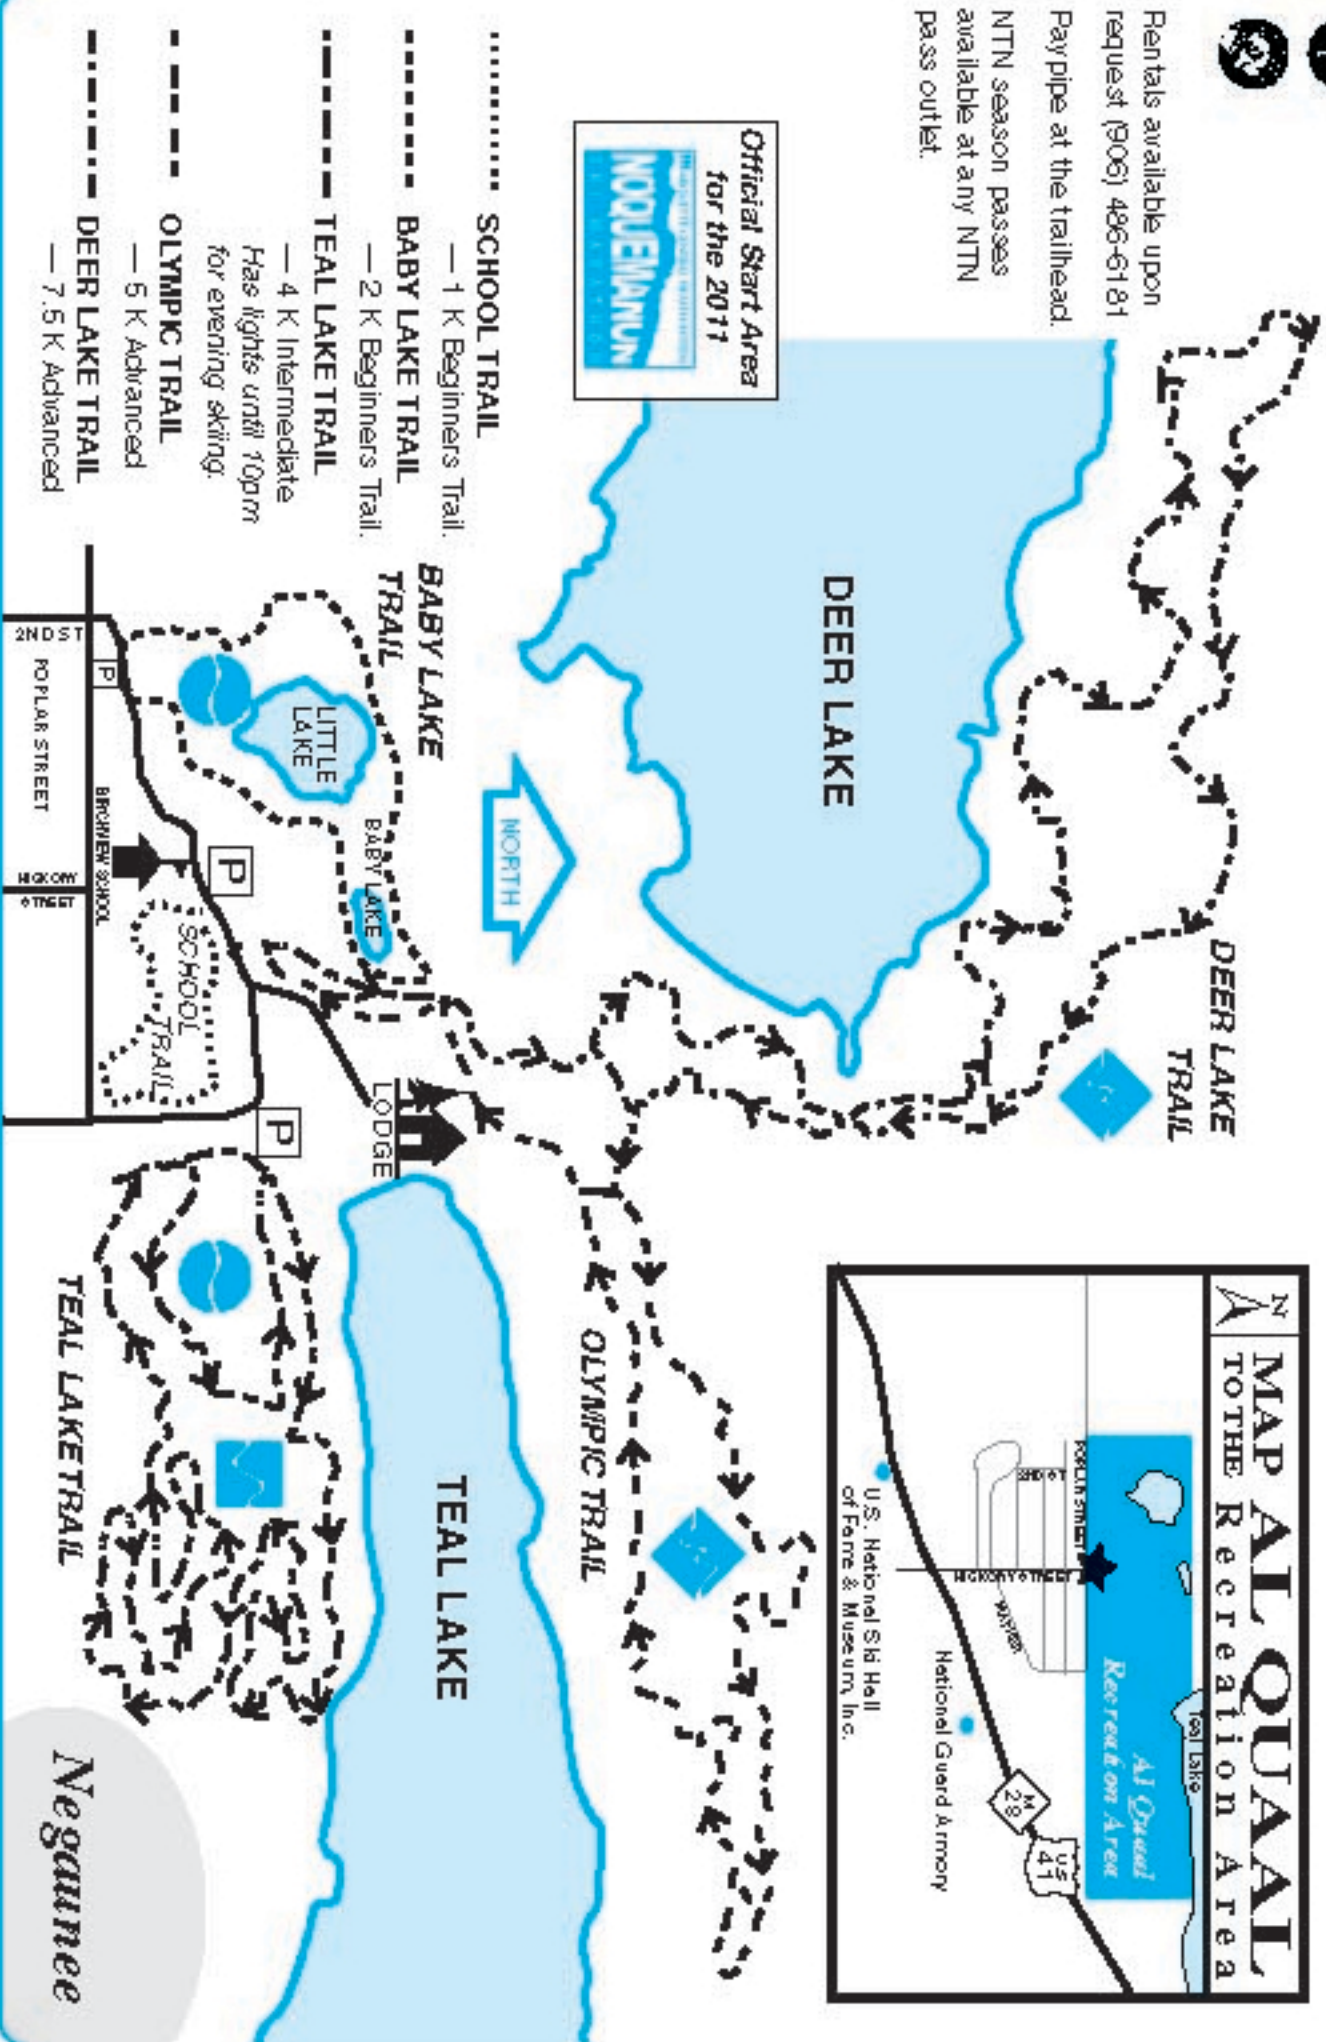 Rentals available upon
request (906) 486-6181
Pay pipe at the trailhead.
NTN season passes
available at any NTN
pass outlet.
Official Start Area
for the 2011
NOQUEMANON
SCHOOL TRAIL
— 1 K Beginners Trail.
BABY LAKE TRAIL
— 2 K Beginners Trail.
TEAL LAKE TRAIL
— 4 K Intermediate
Has lights until 10pm
for evening skiing.
OLYMPIC TRAIL
— 5 K Advanced
DEER LAKE TRAIL
— 7.5 K Advanced
DEER LAKE
DEER LAKE
TRAIL
NORTH
BABY LAKE
TRAIL
LITTLE
LAKE
BABY LAKE
2ND ST
P
POPLAR STREET
BIRCHVIEW SCHOOL
HICKORY
STREET
P
SCHOOL
TRAIL
P
LODGE
OLYMPIC TRAIL
TEAL LAKE
TEAL LAKE TRAIL
Negaunee
N
MAP AL QUAAL
TO THE Recreation Area
Teal Lake
Al Quaal
Recreation Area
POPLAR STREET
2ND ST
HICKORY STREET
M
28
US
41
National Guard Armory
U.S. National Ski Hall
of Fame & Museum, Inc.